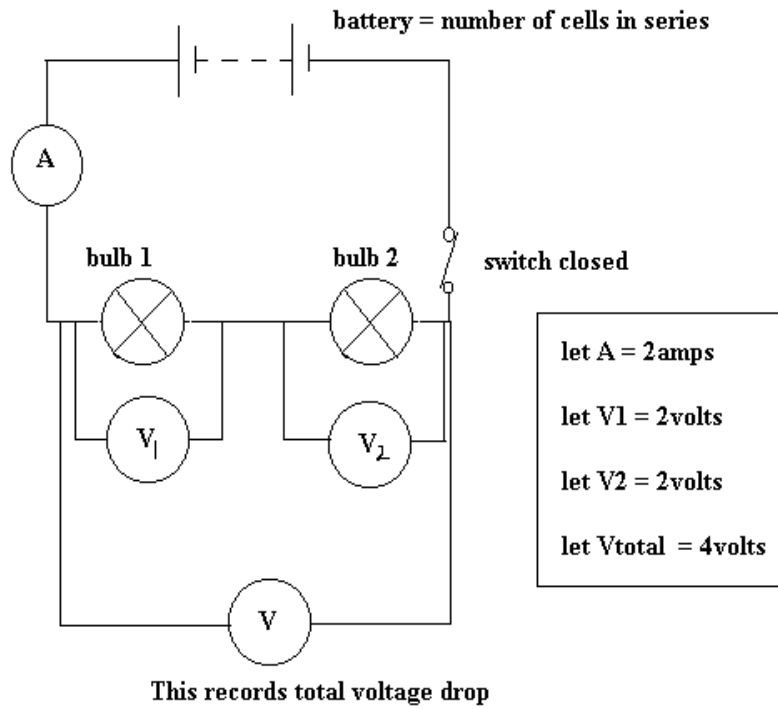 battery = number of cells in series
A
bulb 1
bulb 2
switch closed
let A = 2amps
V1
V2
let V1 = 2volts
let V2 = 2volts
let Vtotal = 4volts
V
This records total voltage drop